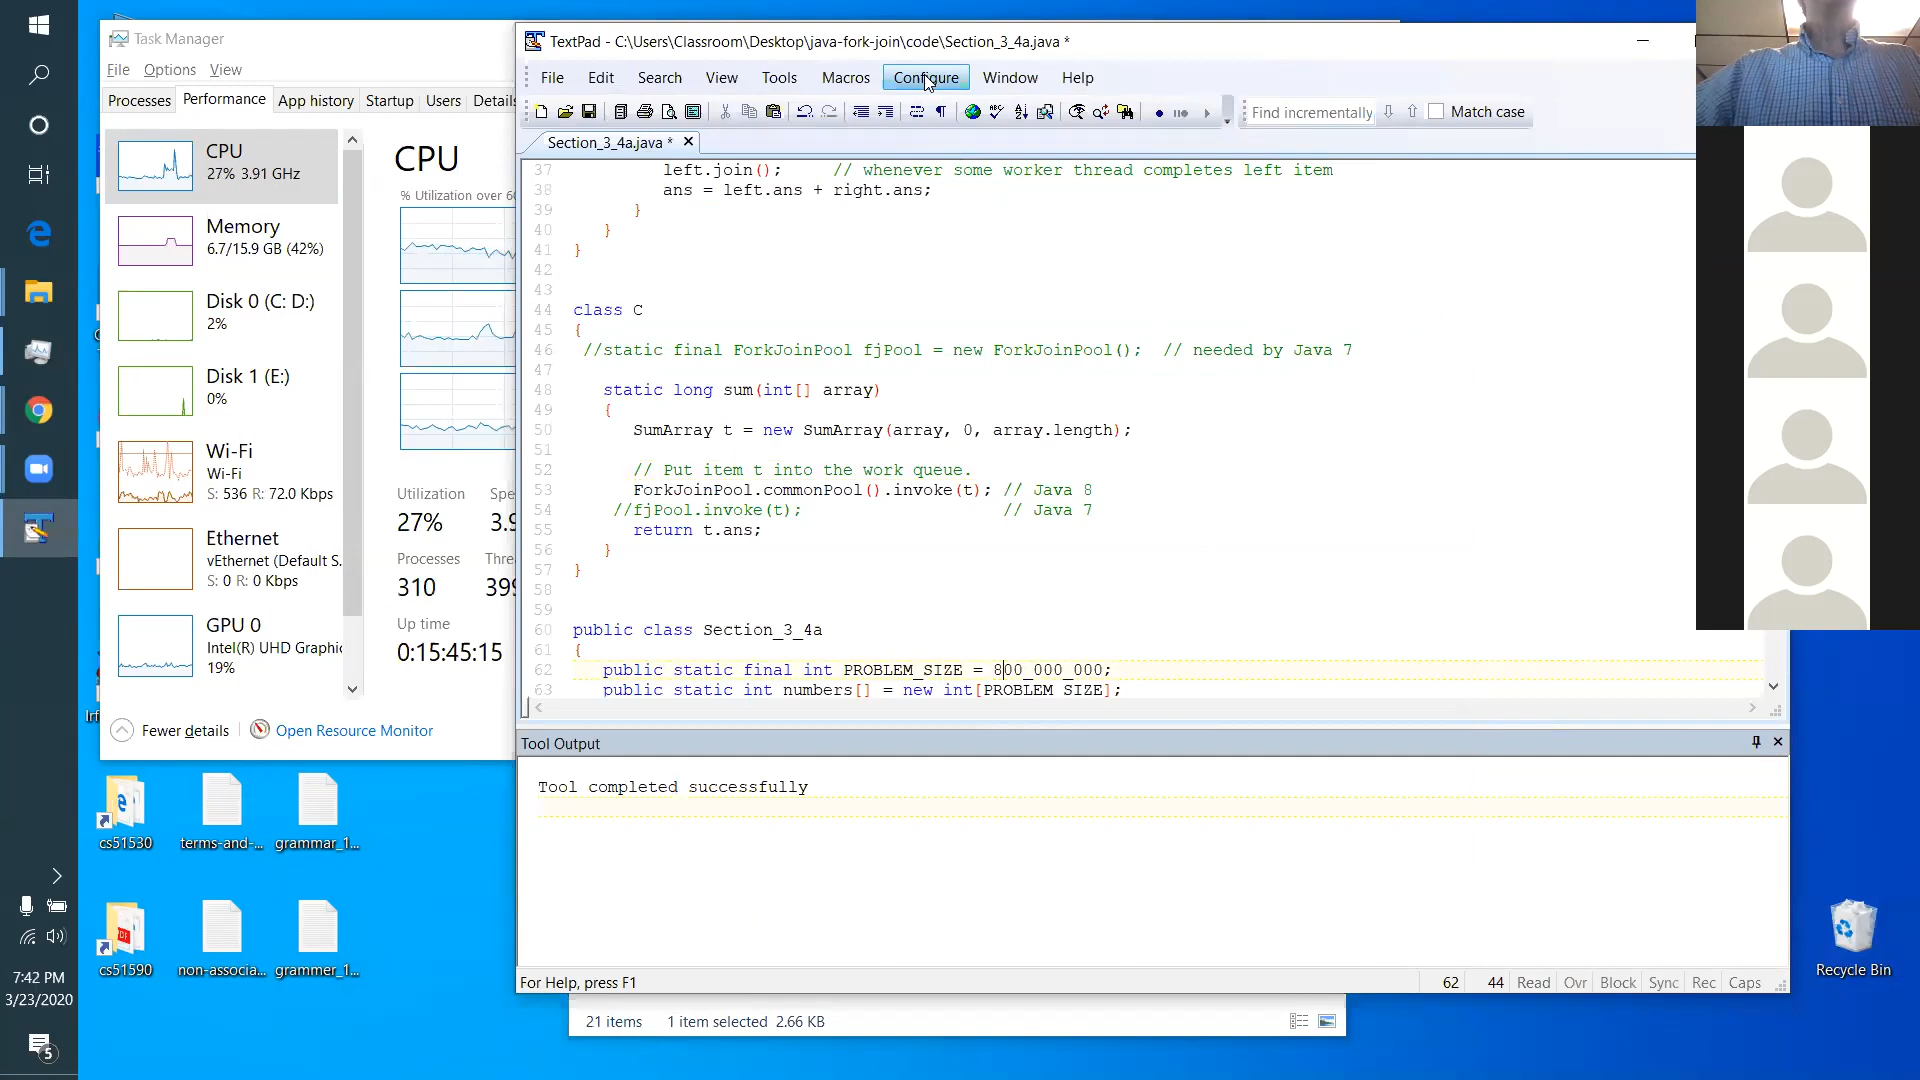 Task Manager
File Options View
Processes Performance App history Startup Users Details
CPU
27% 3.91 GHz
Memory
6.7/15.9 GB (42%)
Disk 0 (C: D:)
2%
Disk 1 (E:)
0%
Wi-Fi
Wi-Fi
S: 536 R: 72.0 Kbps
Ethernet
vEthernet (Default S.
S: 0 R: 0 Kbps
GPU 0
Intel(R) UHD Graphic
19%
CPU
% Utilization over 6
Utilization Spe
27% 3.9
Processes Thre
310 399
Up time
0:15:45:15
Fewer details Open Resource Monitor
TextPad - C:\Users\Classroom\Desktop\java-fork-join\code\Section_3_4a.java *
File Edit Search View Tools Macros Configure Window Help
Find incrementally Match case
Section_3_4a.java *
37 left.join(); // whenever some worker thread completes left item
38 ans = left.ans + right.ans;
39 }
40 }
41 }
42
43
44 class C
45 {
46 //static final ForkJoinPool fjPool = new ForkJoinPool(); // needed by Java 7
47
48 static long sum(int[] array)
49 {
50 SumArray t = new SumArray(array, 0, array.length);
51
52 // Put item t into the work queue.
53 ForkJoinPool.commonPool().invoke(t); // Java 8
54 //fjPool.invoke(t); // Java 7
55 return t.ans;
56 }
57 }
58
59
60 public class Section_3_4a
61 {
62 public static final int PROBLEM_SIZE = 800_000_000;
63 public static int numbers[] = new int[PROBLEM_SIZE];
Tool Output
Tool completed successfully
For Help, press F1
62 44 Read Ovr Block Sync Rec Caps
21 items 1 item selected 2.66 KB
cs51530
terms-and-...
grammar_1...
cs51590
non-associa...
grammer_1...
Recycle Bin
7:42 PM
3/23/2020
5